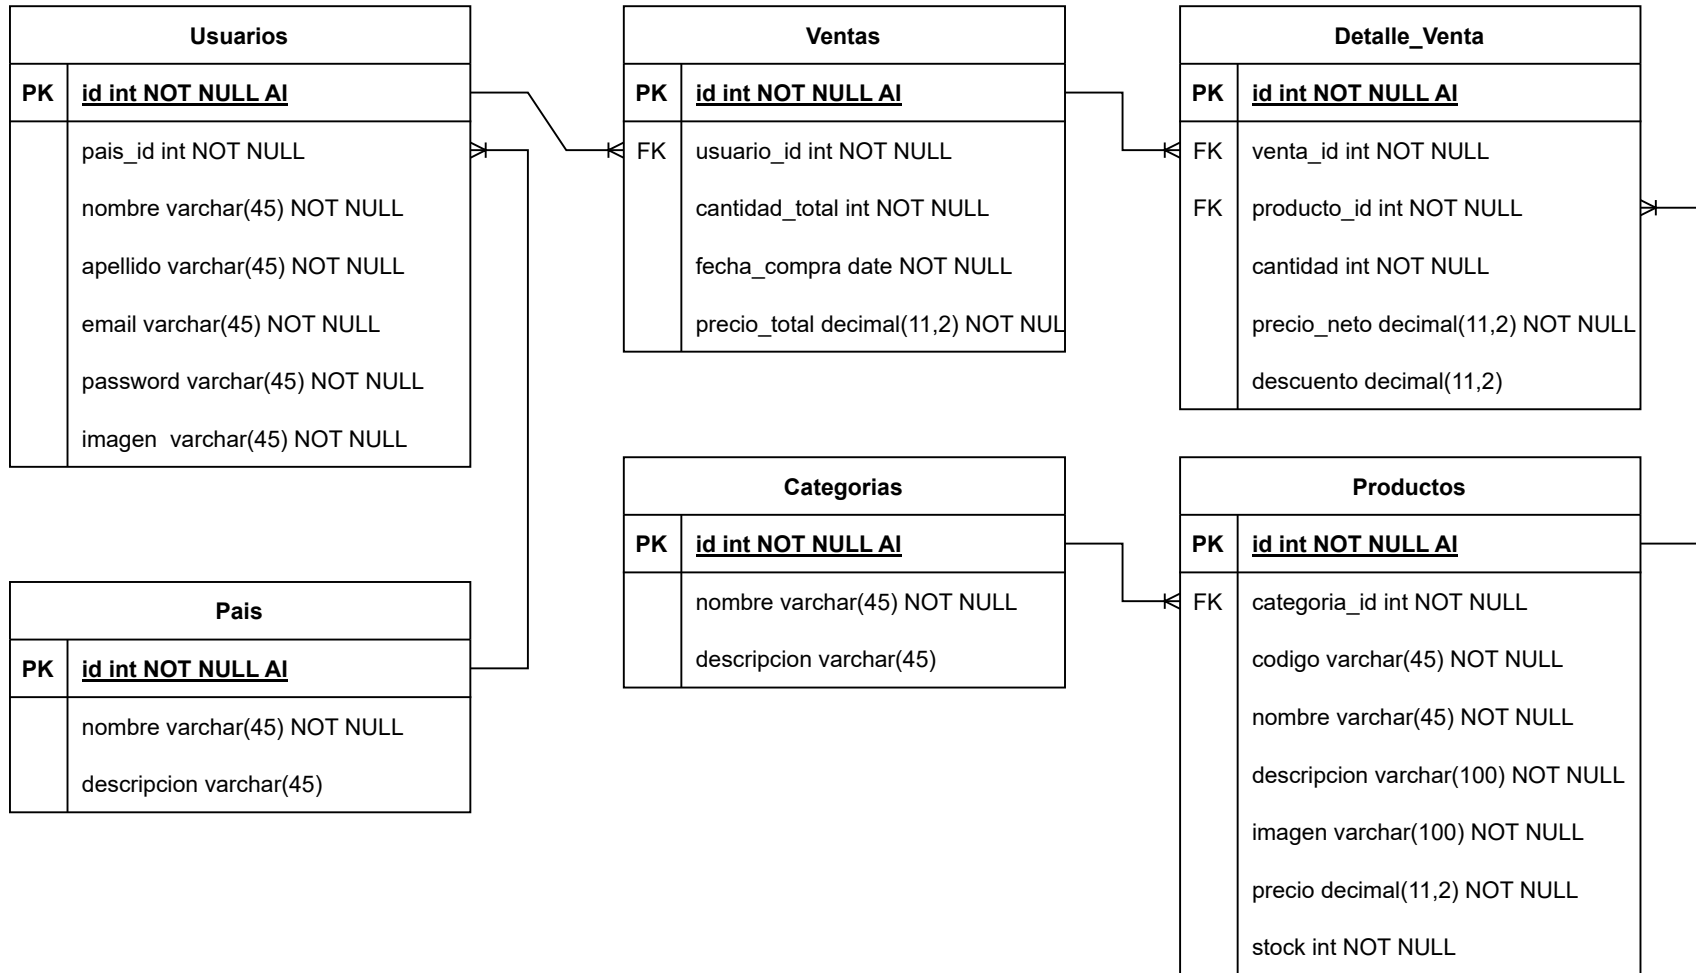 Usuarios
PK id int NOT NULL AI
pais_id int NOT NULL
nombre varchar(45) NOT NULL
apellido varchar(45) NOT NULL
email varchar(45) NOT NULL
password varchar(45) NOT NULL
imagen varchar(45) NOT NULL
Ventas
PK id int NOT NULL AI
FK usuario_id int NOT NULL
cantidad_total int NOT NULL
fecha_compra date NOT NULL
precio_total decimal(11,2) NOT NUL
Detalle_Venta
PK id int NOT NULL AI
FK venta_id int NOT NULL
FK producto_id int NOT NULL
cantidad int NOT NULL
precio_neto decimal(11,2) NOT NULL
descuento decimal(11,2)
Pais
PK id int NOT NULL AI
nombre varchar(45) NOT NULL
descripcion varchar(45)
Categorias
PK id int NOT NULL AI
nombre varchar(45) NOT NULL
descripcion varchar(45)
Productos
PK id int NOT NULL AI
FK categoria_id int NOT NULL
codigo varchar(45) NOT NULL
nombre varchar(45) NOT NULL
descripcion varchar(100) NOT NULL
imagen varchar(100) NOT NULL
precio decimal(11,2) NOT NULL
stock int NOT NULL